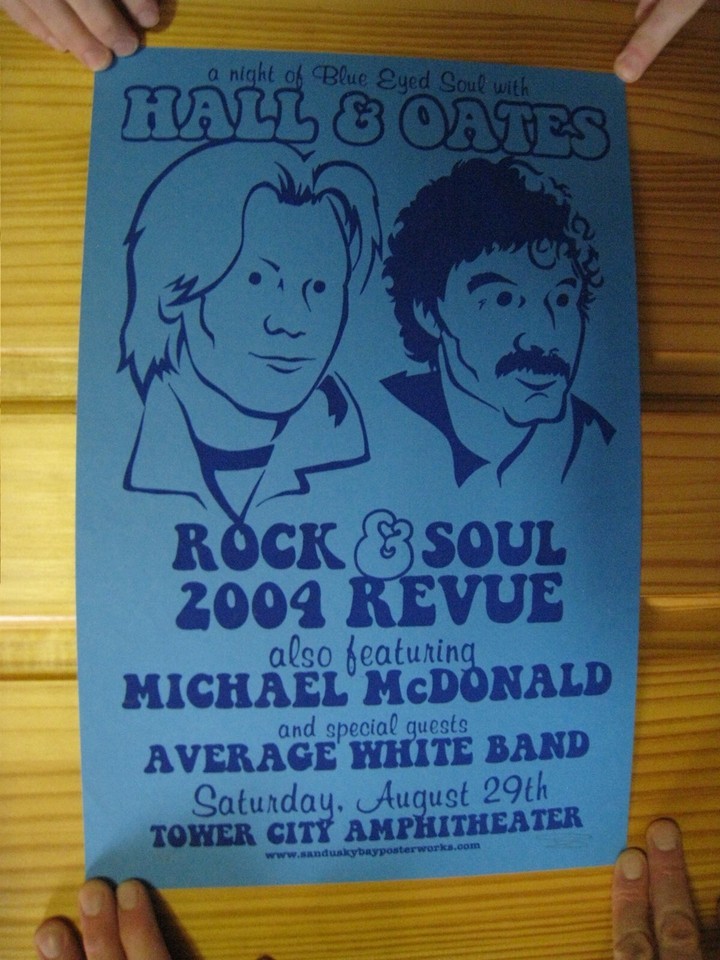 a night of Blue Eyed Soul with
HALL & OATES
ROCK & SOUL
2004 REVUE
also featuring
MICHAEL McDONALD
and special guests
AVERAGE WHITE BAND
Saturday, August 29th
TOWER CITY AMPHITHEATER
www.sanduskybayposterworks.com